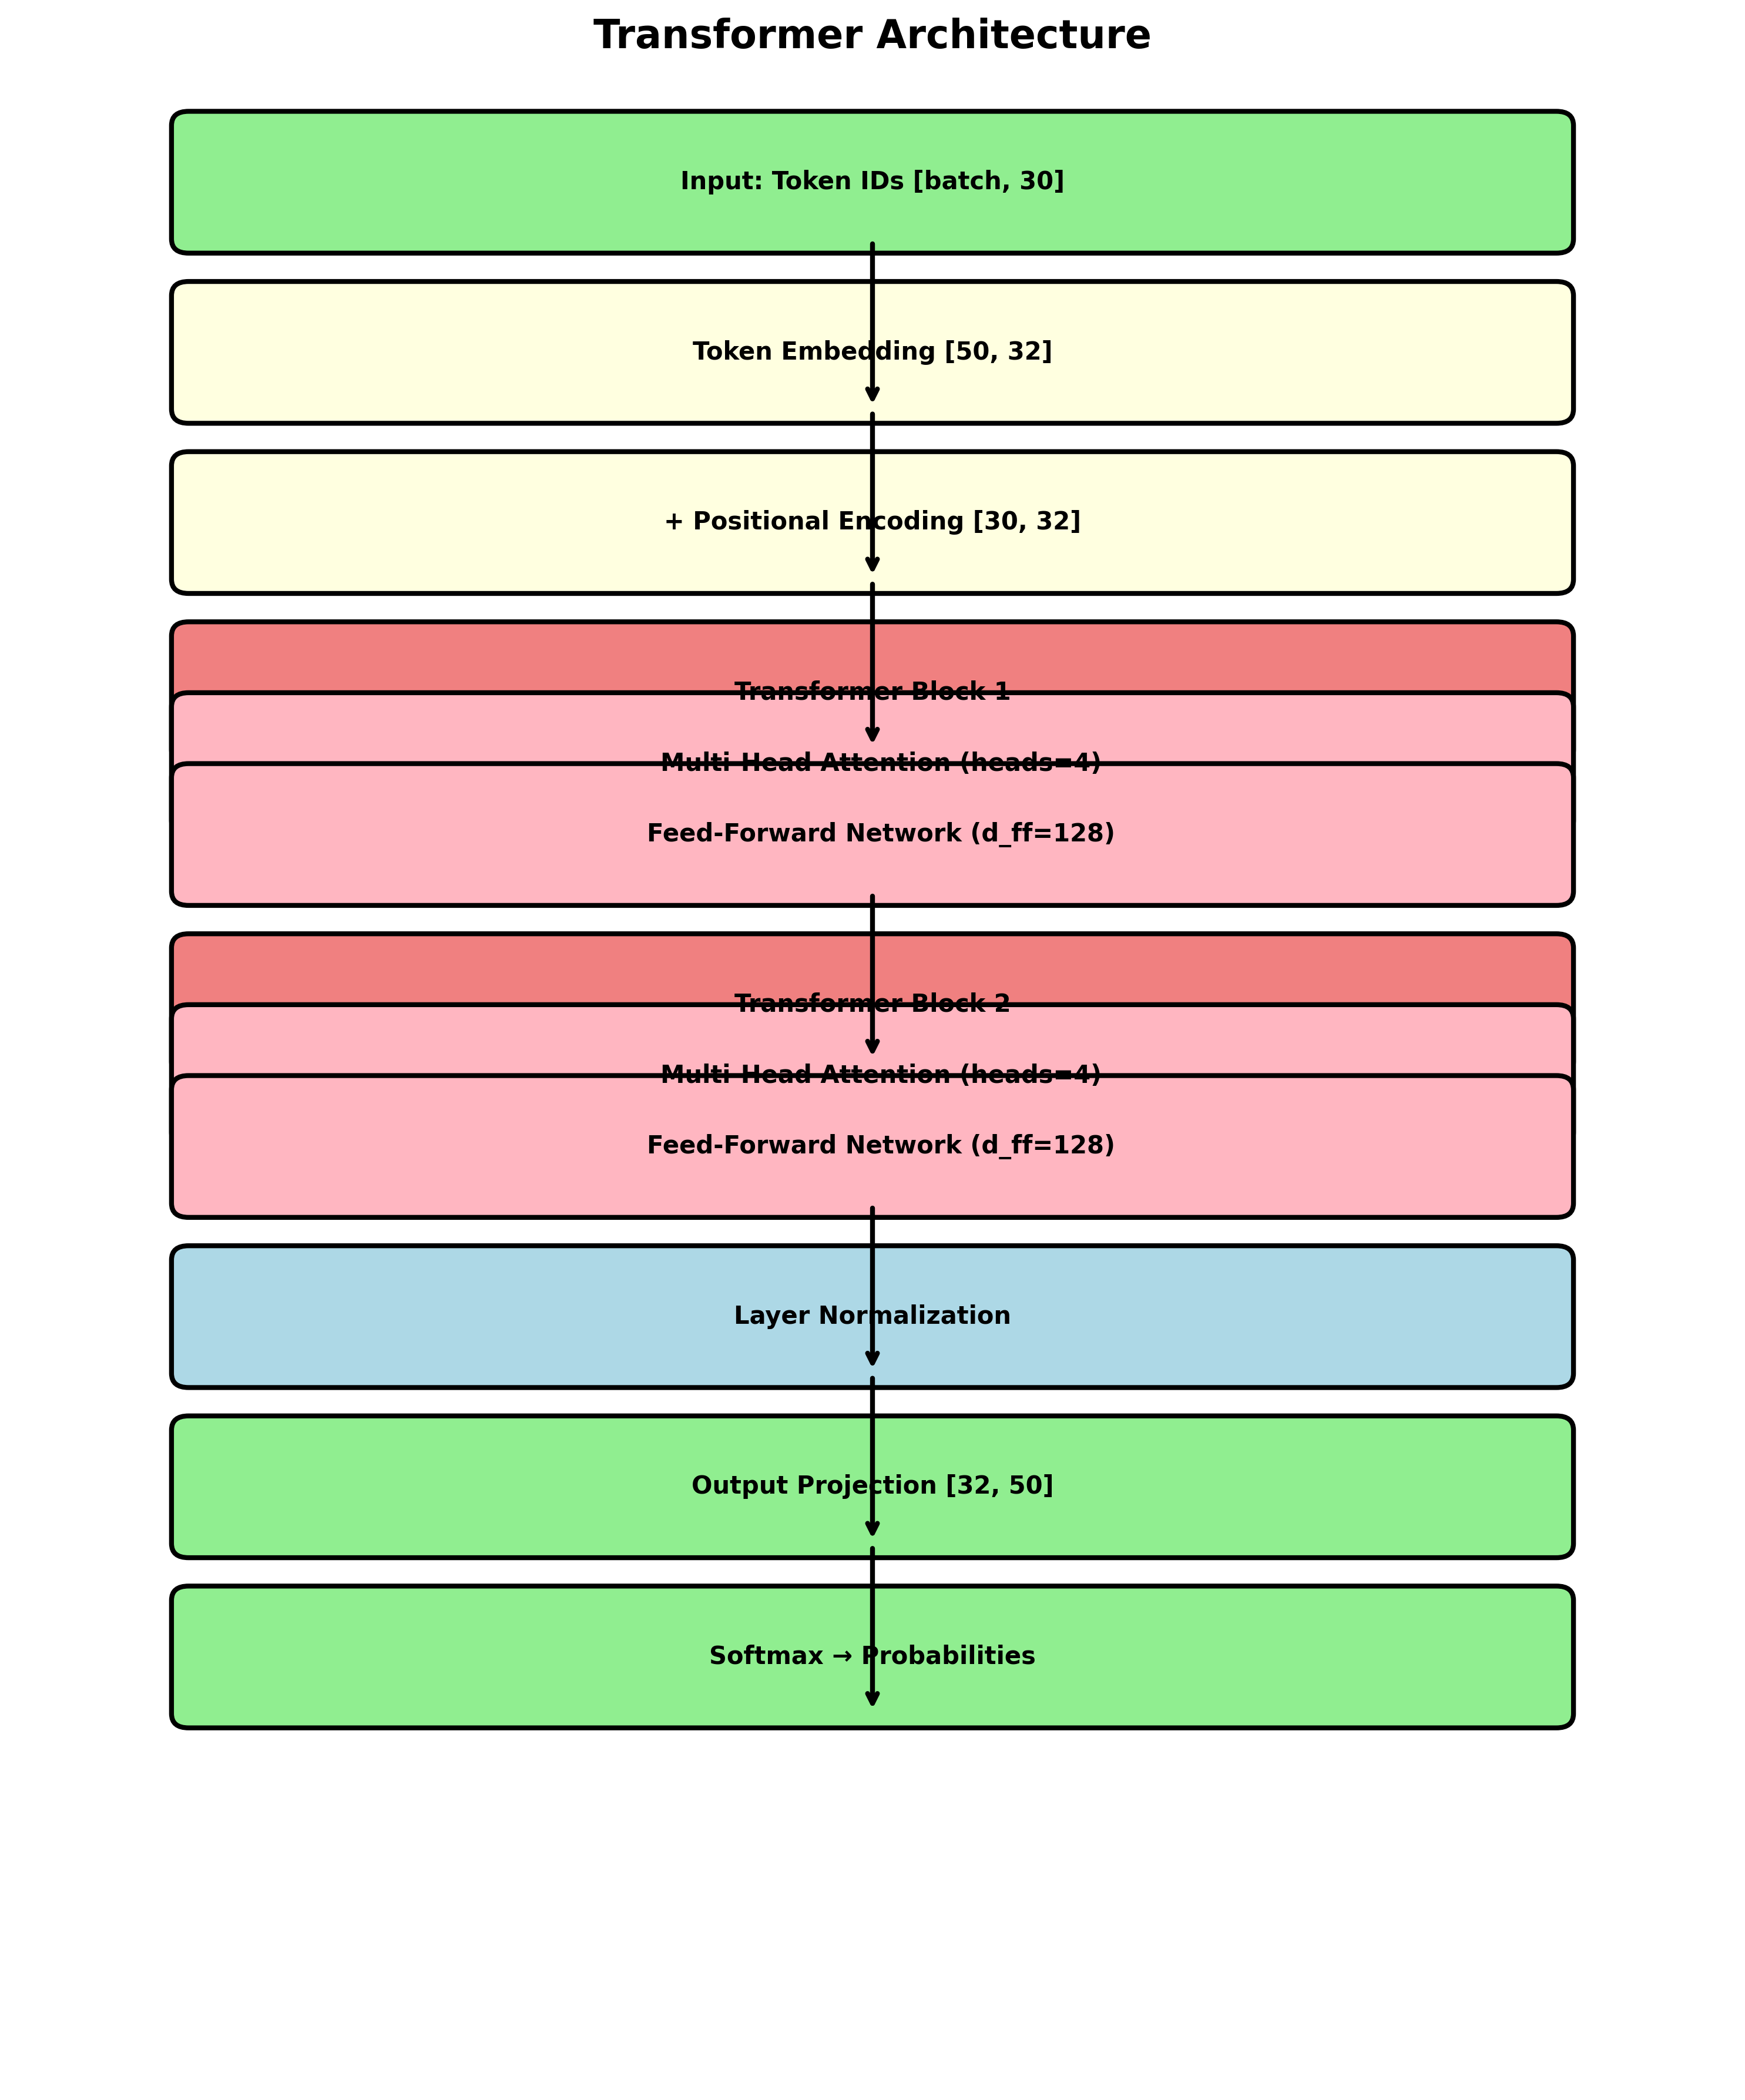 Transformer Architecture
Input: Token IDs [batch, 30]
Token Embedding [50, 32]
+ Positional Encoding [30, 32]
Transformer Block 1
Multi-Head Attention (heads=4)
Feed-Forward Network (d_ff=128)
Transformer Block 2
Multi-Head Attention (heads=4)
Feed-Forward Network (d_ff=128)
Layer Normalization
Output Projection [32, 50]
Softmax → Probabilities